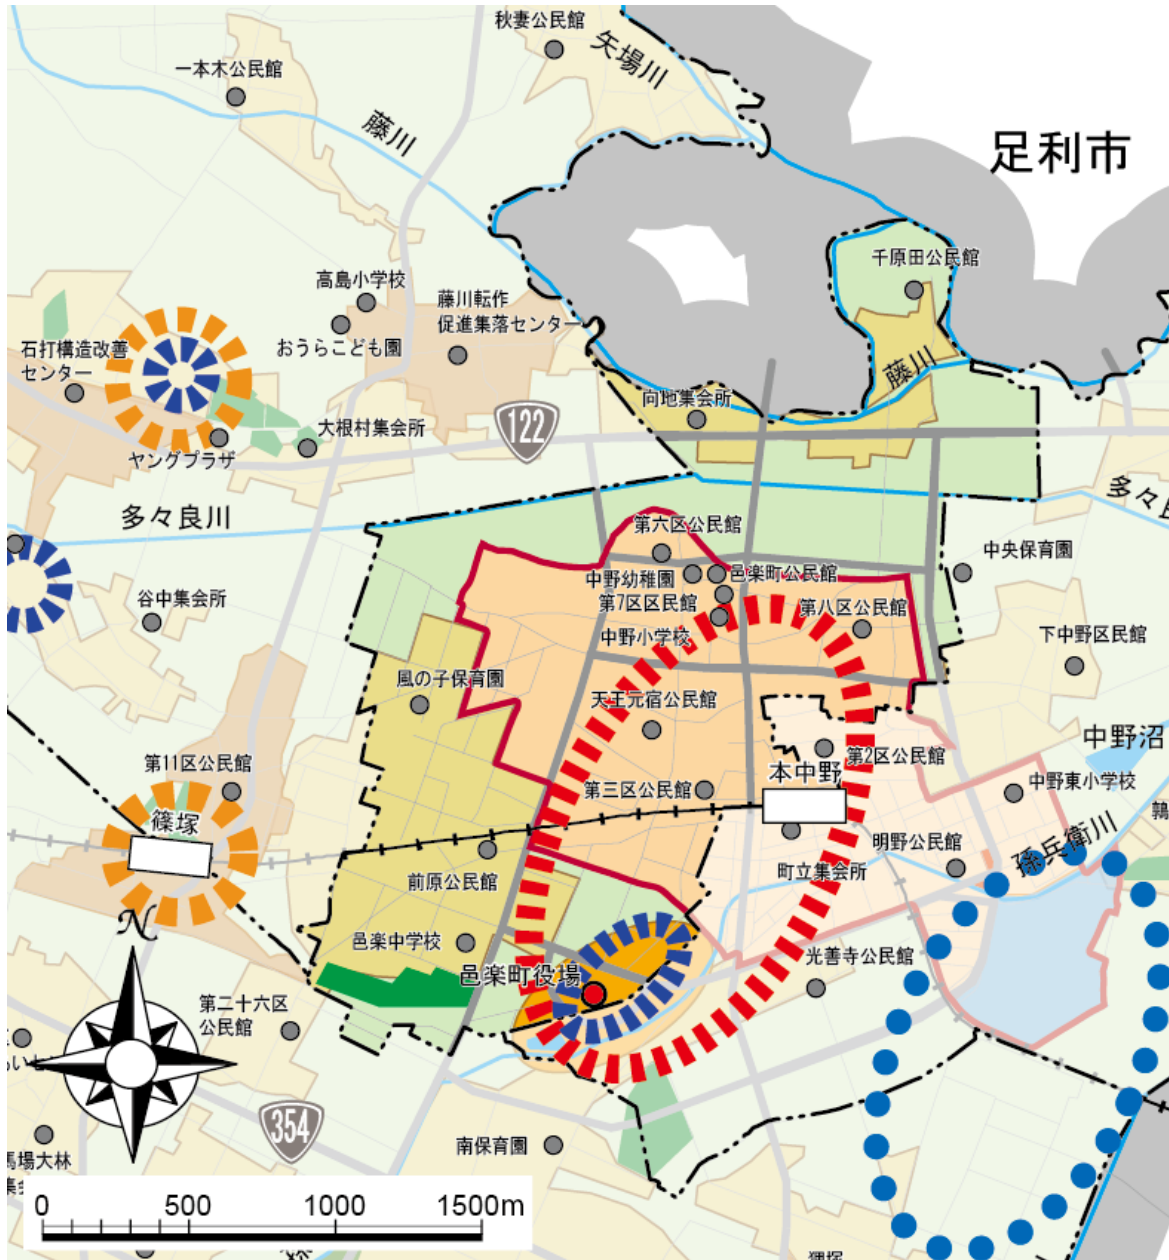 秋妻公民館
矢場川
一本木公民館
藤川
足利市
千原田公民館
高島小学校
藤川転作
促進集落センター
おうらこども園
石打構造改善
センター
藤川
向地集会所
122
大根村集会所
ヤングプラザ
多々良川
多々良
第六区公民館
中央保育園
中野幼稚園
邑楽町公民館
谷中集会所
第7区区民館
第八区公民館
中野小学校
下中野区民館
風の子保育園
天王元宿公民館
中野沼
第11区公民館
第2区公民館
本中野
中野東小学校
第三区公民館
篠塚
孫兵衛川
明野公民館
町立集会所
前原公民館
N
邑楽中学校
光善寺公民館
邑楽町役場
第二十六区
公民館
354
南保育園
馬場大林
集会
0 500 1000 1500m
狸塚